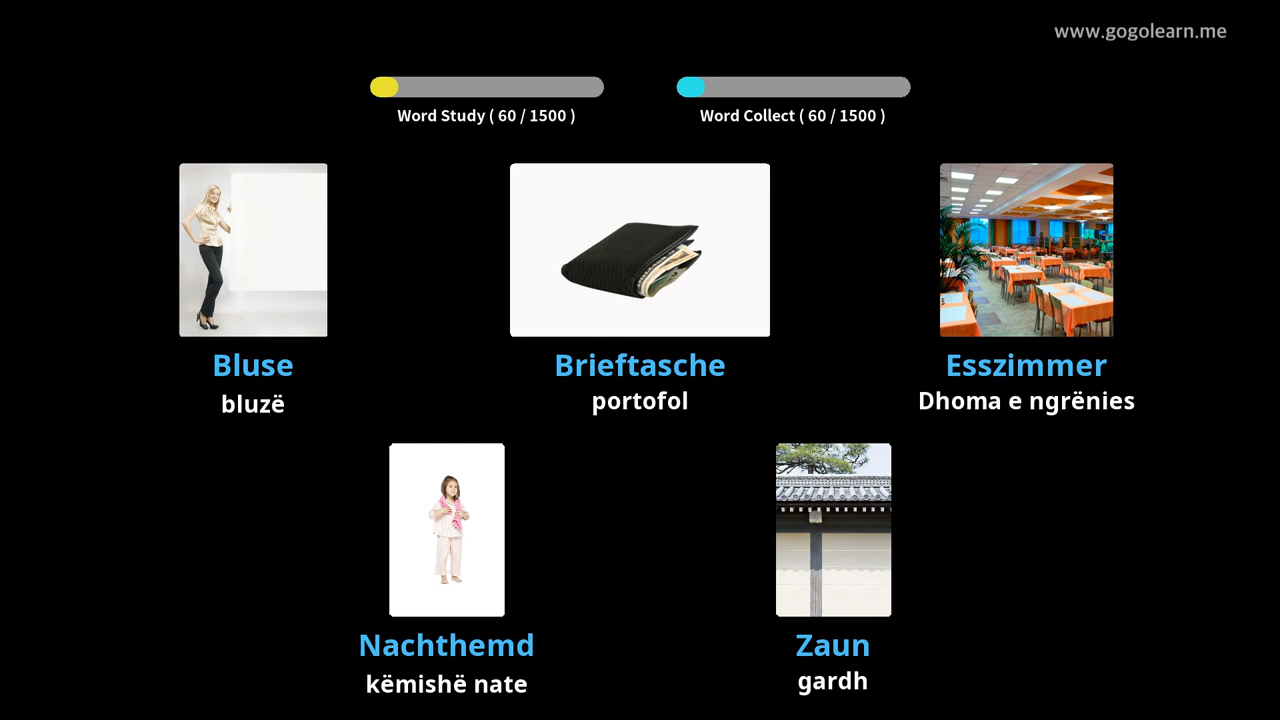 www.gogolearn.me
Word Study ( 60 / 1500 )
Word Collect ( 60 / 1500 )
Bluse
bluzë
Brieftasche
portofol
Esszimmer
Dhoma e ngrënies
Nachthemd
këmishë nate
Zaun
gardh